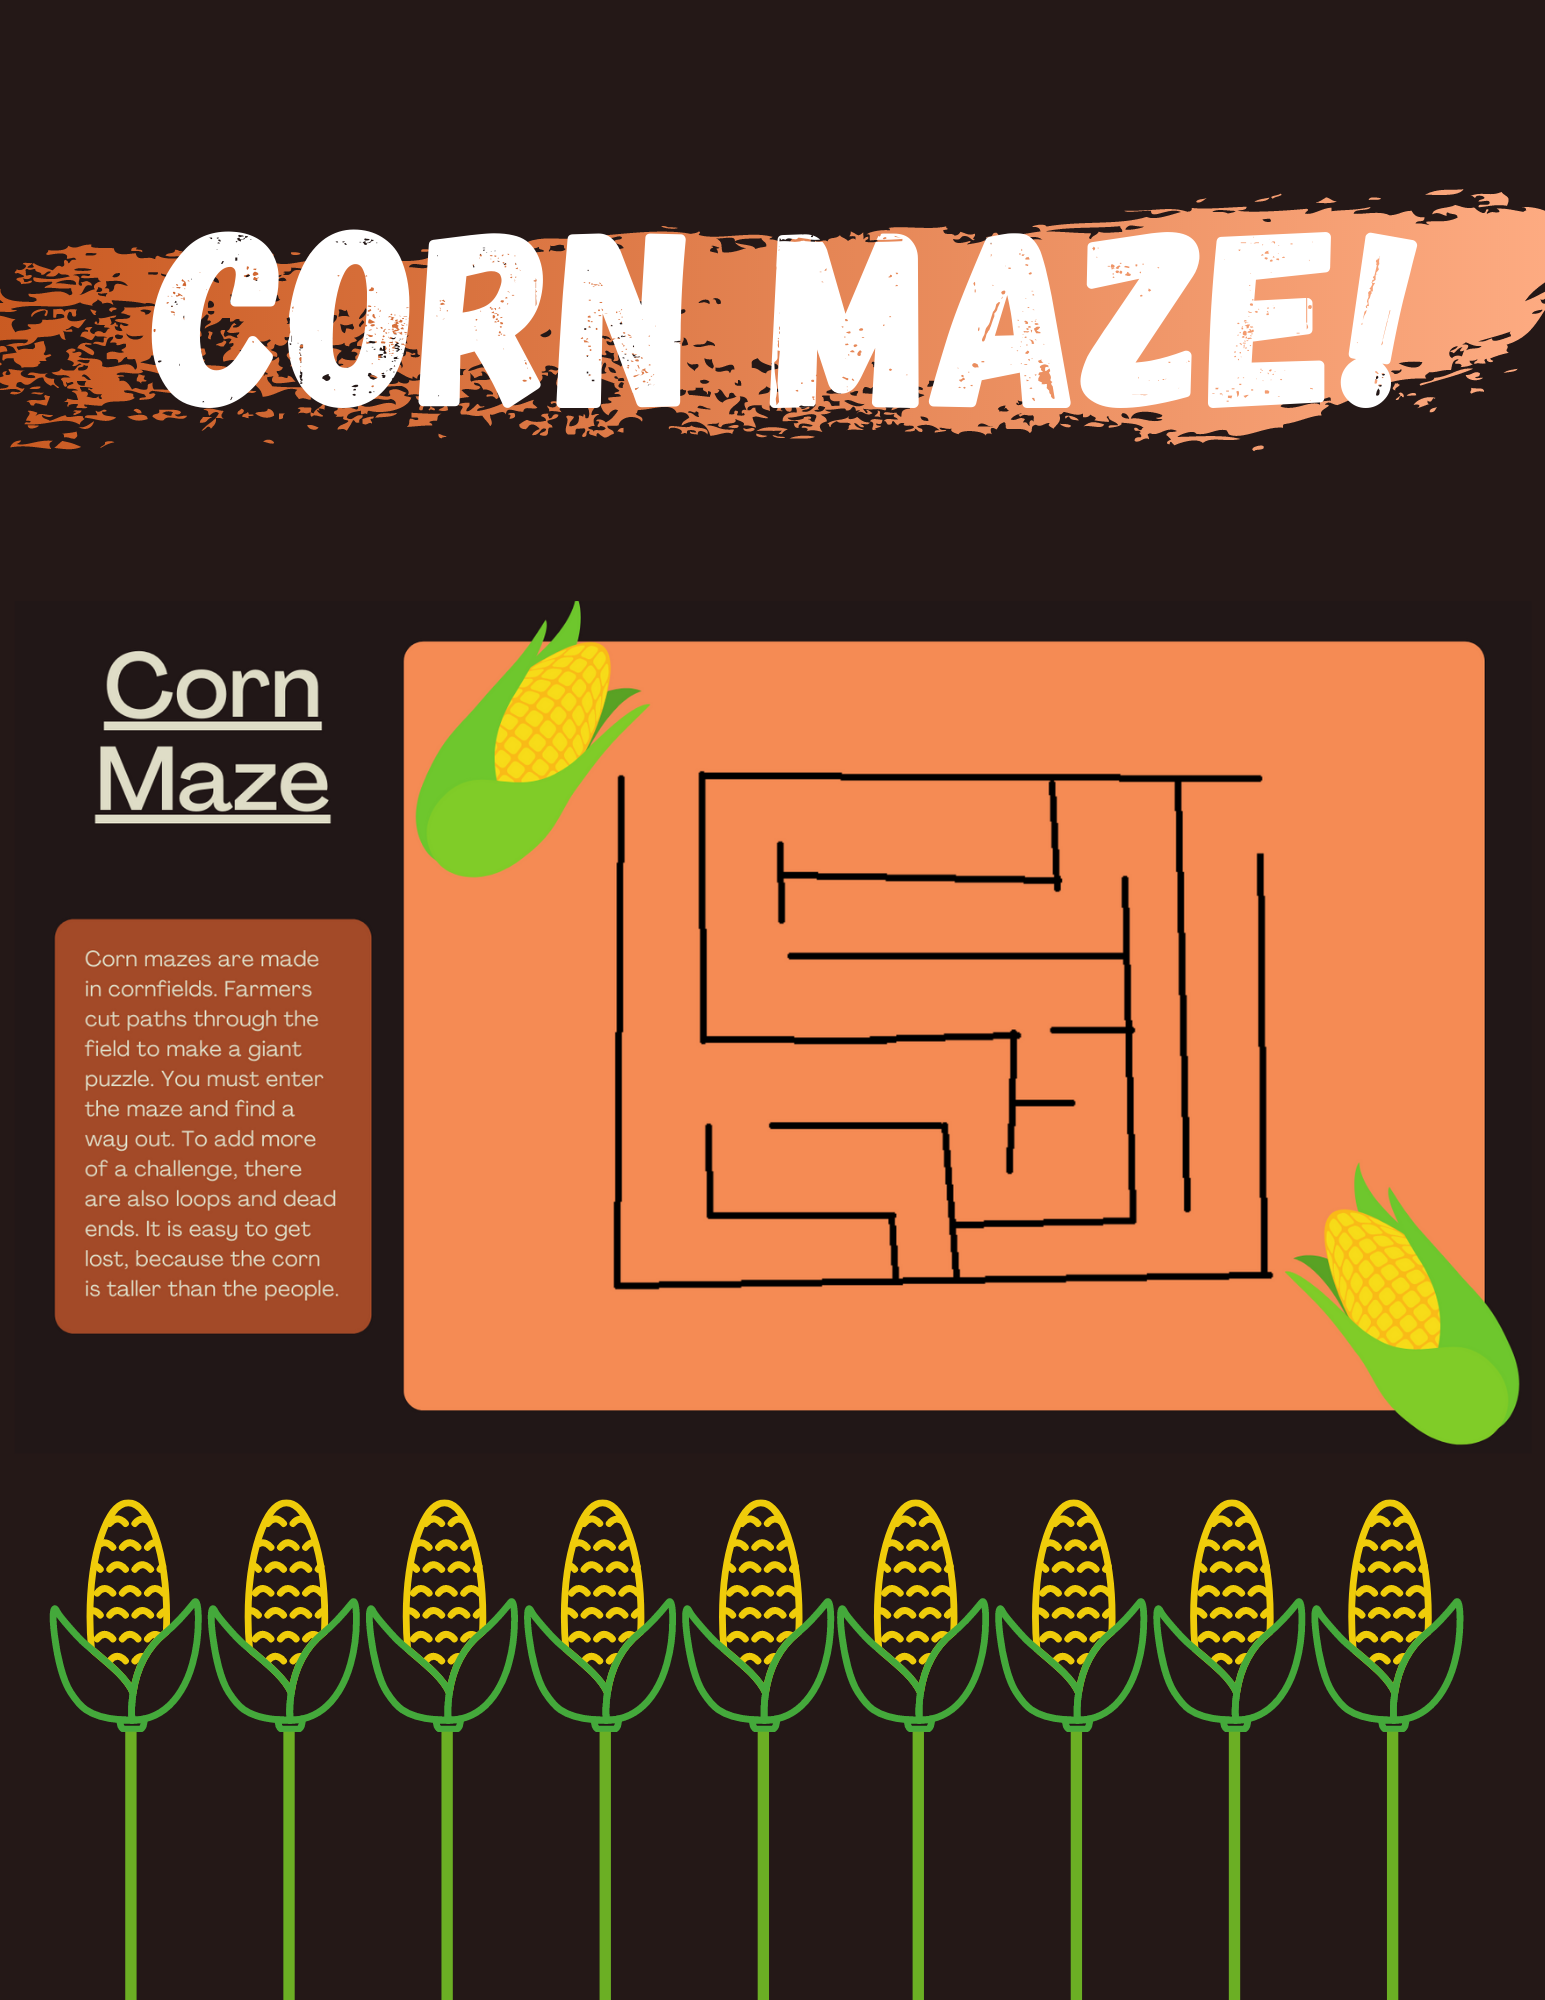 CORN MAZE!
Corn
Maze
Corn mazes are made
in cornfields. Farmers
cut paths through the
field to make a giant
puzzle. You must enter
the maze and find a
way out. To add more
of a challenge, there
are also loops and dead
ends. It is easy to get
lost, because the corn
is taller than the people.